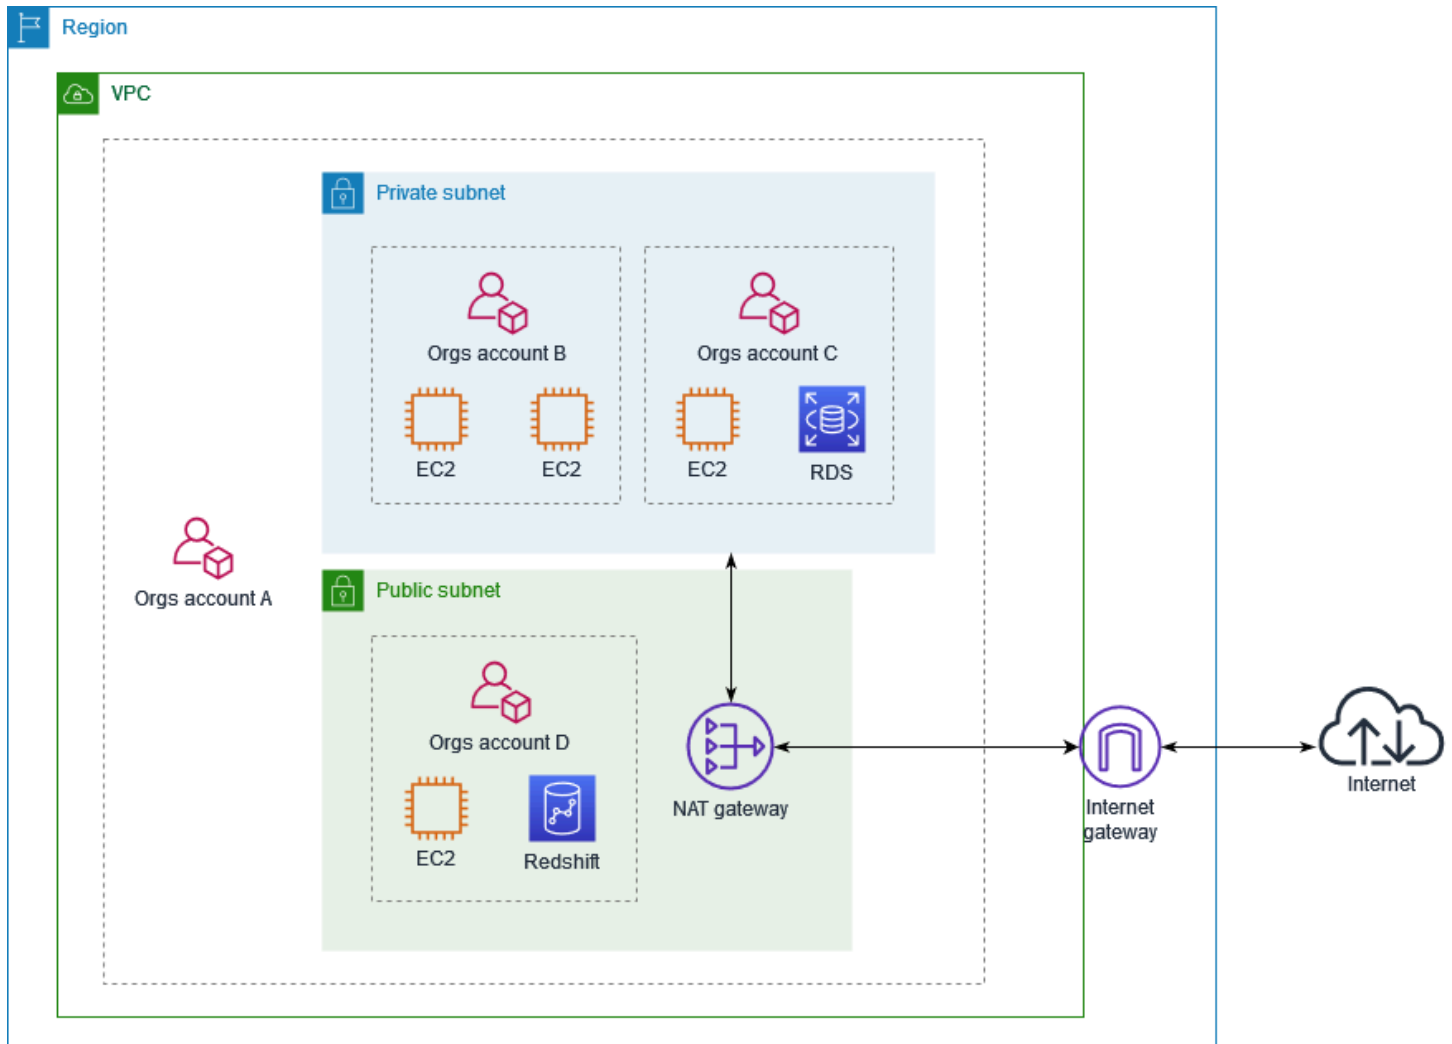 Region
VPC
Private subnet
Orgs account B
Orgs account C
EC2
EC2
EC2
RDS
Orgs account A
Public subnet
Orgs account D
EC2
Redshift
NAT gateway
Internet
gateway
Internet